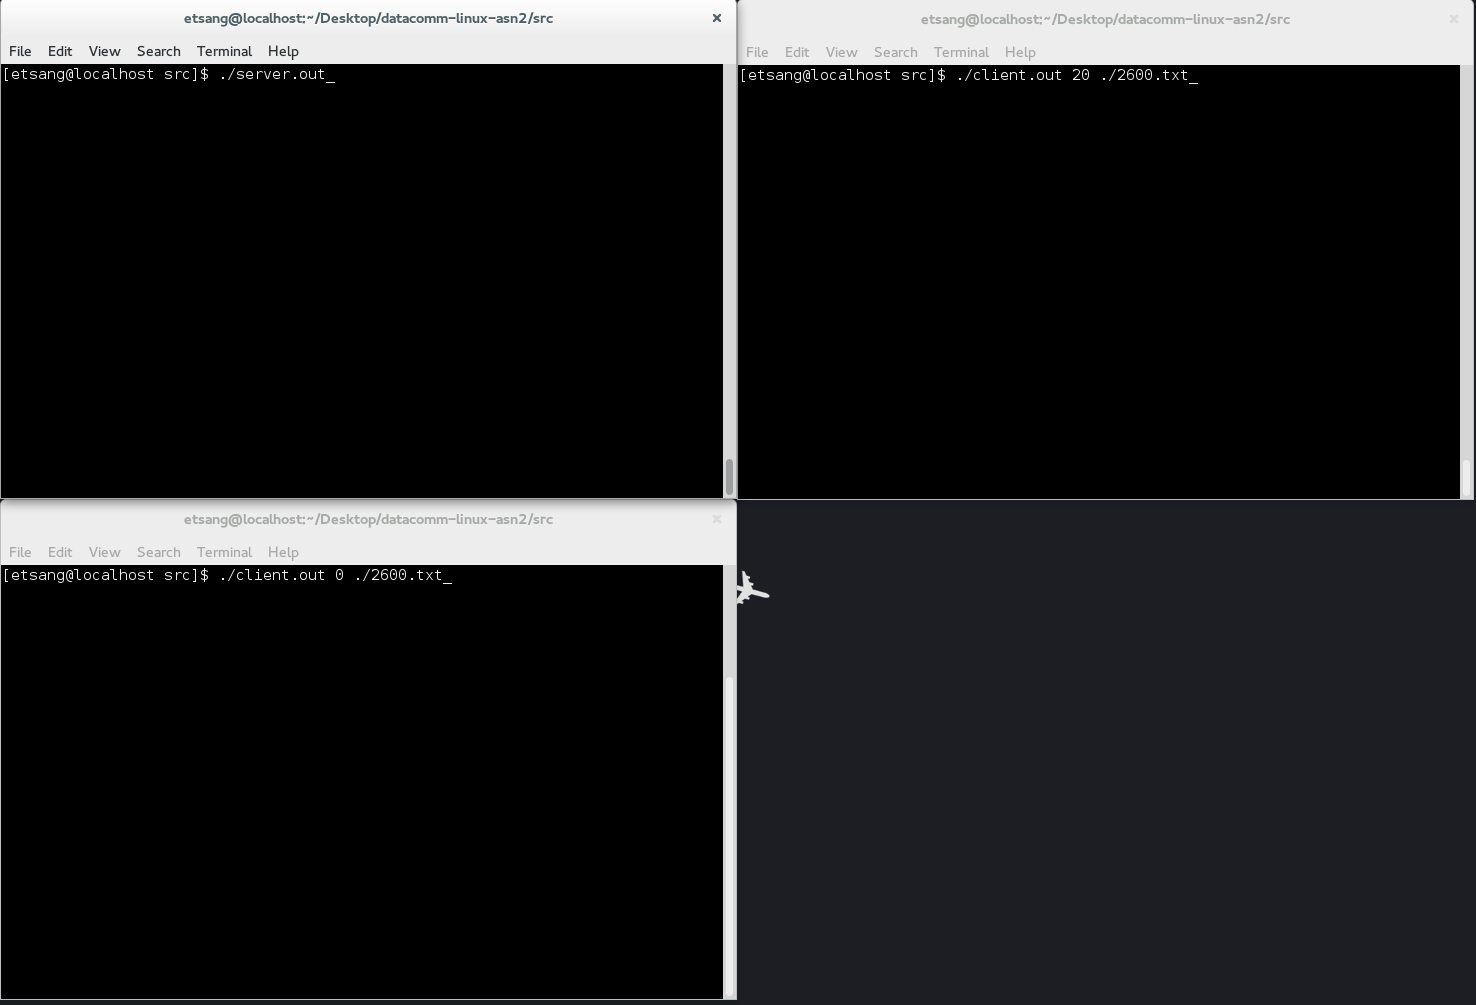 etsang@localhost:~/Desktop/datacomm-linux-asn2/src ×
File Edit View Search Terminal Help
[etsang@localhost src]$ ./server.out_
etsang@localhost:~/Desktop/datacomm-linux-asn2/src ×
File Edit View Search Terminal Help
[etsang@localhost src]$ ./client.out 20 ./2600.txt_
etsang@localhost:~/Desktop/datacomm-linux-asn2/src ×
File Edit View Search Terminal Help
[etsang@localhost src]$ ./client.out 0 ./2600.txt_